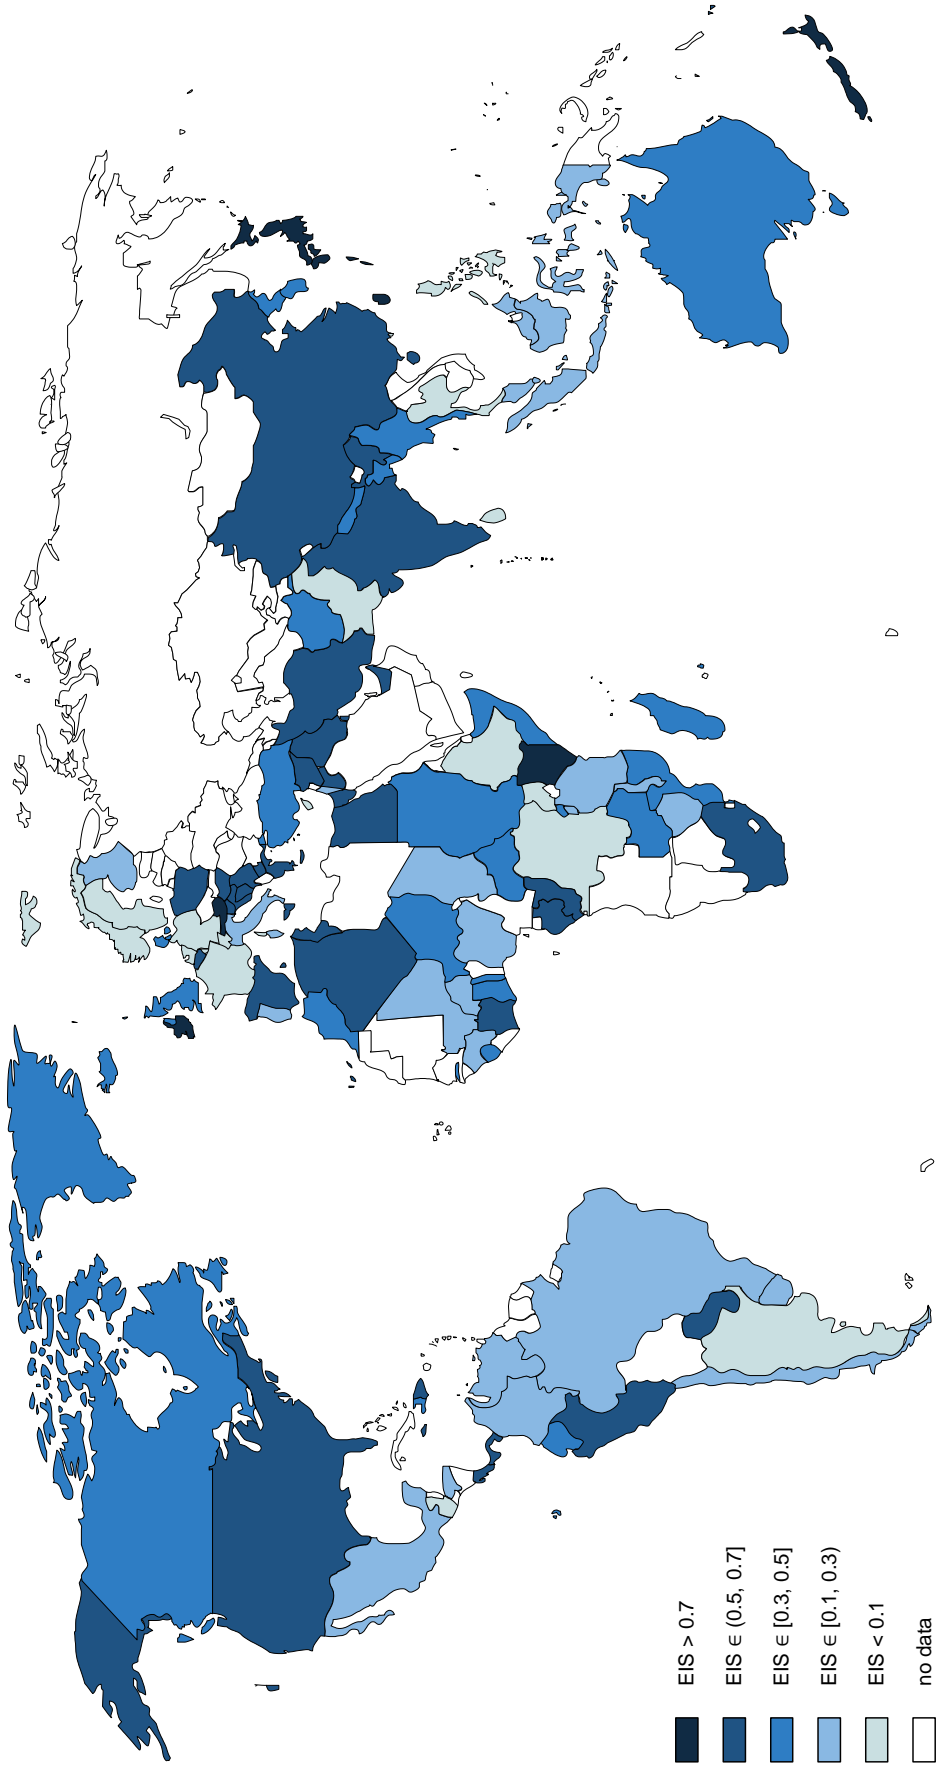 EIS > 0.7
EIS ∈ (0.5, 0.7]
EIS ∈ [0.3, 0.5]
EIS ∈ [0.1, 0.3)
EIS < 0.1
no data